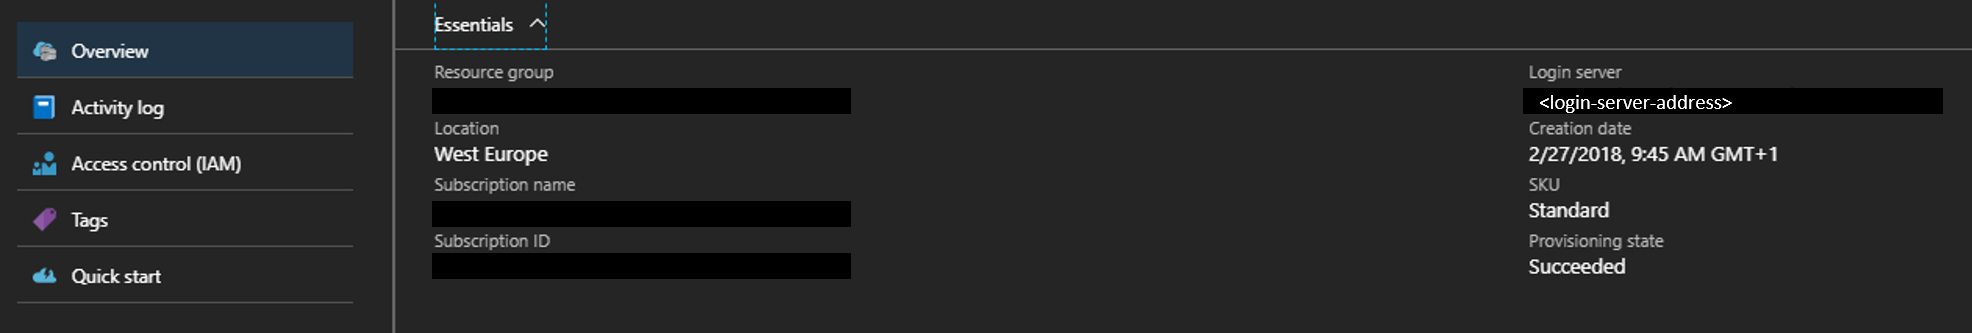 Overview
Activity log
Access control (IAM)
Tags
Quick start
Essentials
Resource group
Location
West Europe
Subscription name
Subscription ID
Login server
<login-server-address>
Creation date
2/27/2018, 9:45 AM GMT+1
SKU
Standard
Provisioning state
Succeeded